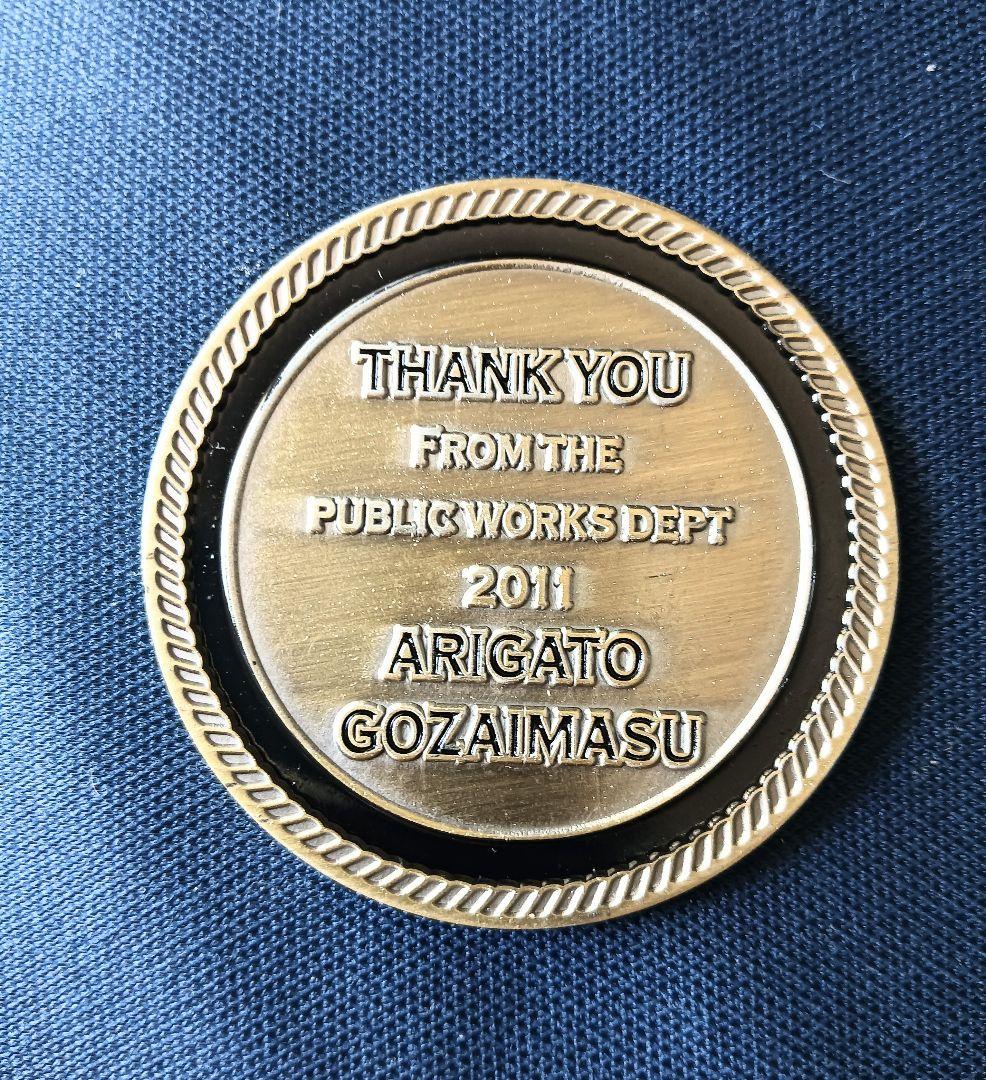 THANK YOU
FROM THE
PUBLIC WORKS DEPT
2011
ARIGATO
GOZAIMASU